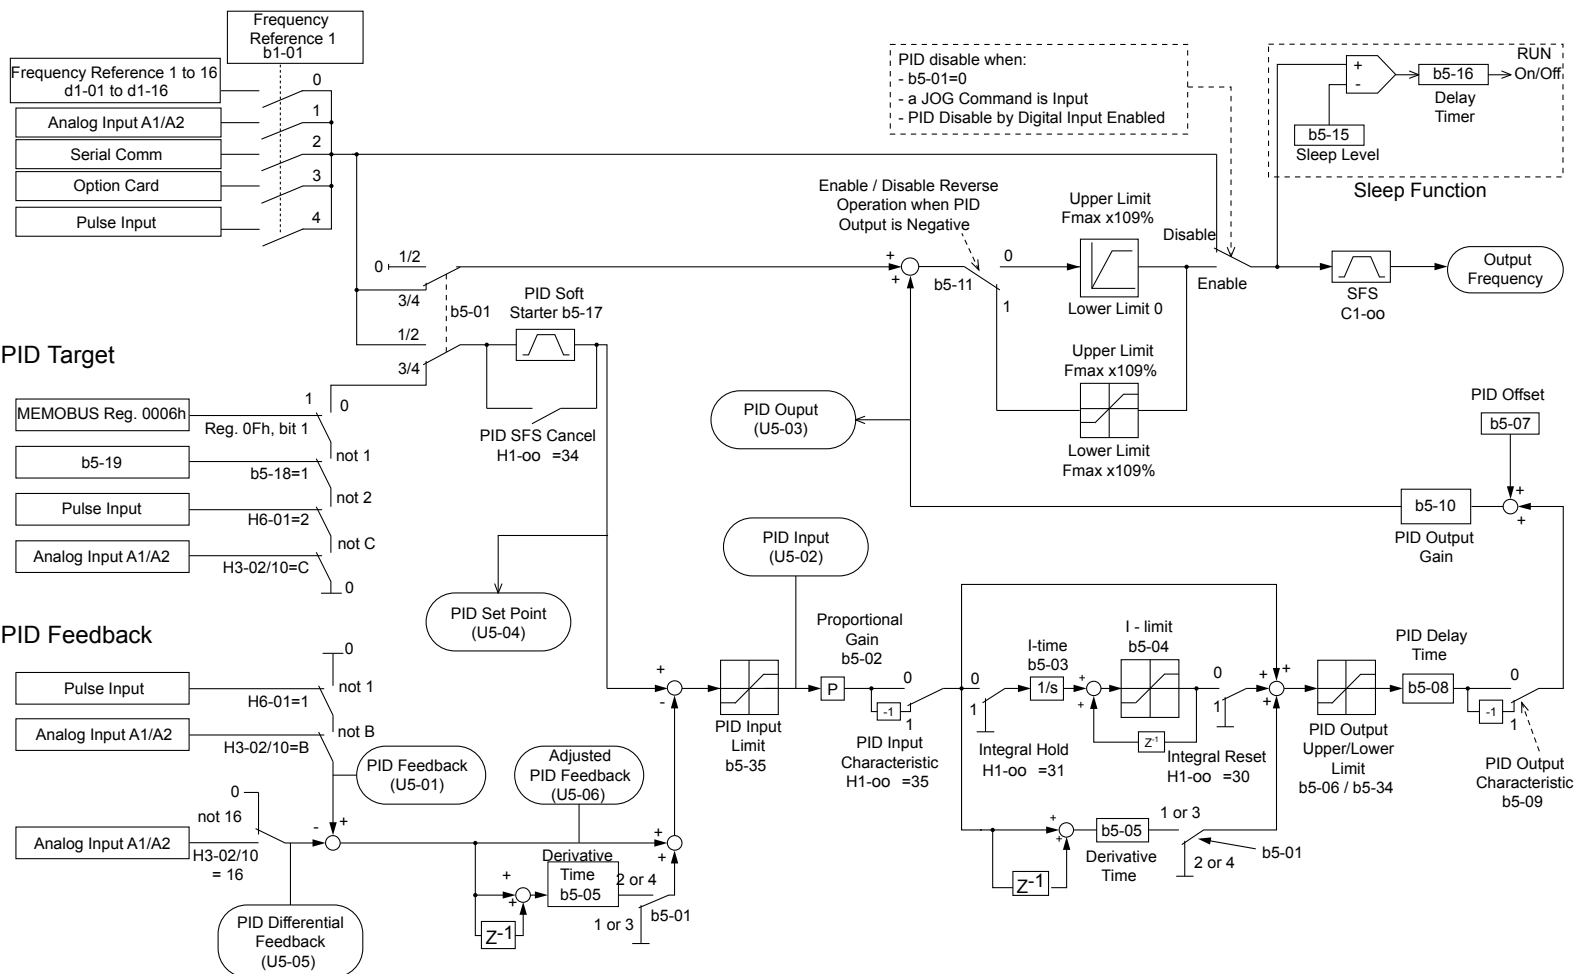 Frequency
Reference 1
b1-01
Frequency Reference 1 to 16
d1-01 to d1-16
0
Analog Input A1/A2
1
Serial Comm
2
Option Card
3
Pulse Input
4
PID disable when:
- b5-01=0
- a JOG Command is Input
- PID Disable by Digital Input Enabled
+
-
b5-16
RUN
On/Off
Delay
Timer
b5-15
Sleep Level
Sleep Function
Enable / Disable Reverse
Operation when PID
Output is Negative
Upper Limit
Fmax x109%
Disable
0
1/2
3/4
b5-01
+
+
b5-11
0
1
Lower Limit 0
Enable
SFS
C1-oo
Output
Frequency
PID Soft
Starter b5-17
1/2
3/4
PID SFS Cancel
H1-oo =34
Upper Limit
Fmax x109%
Lower Limit
Fmax x109%
PID Ouput
(U5-03)
PID Target
MEMOBUS Reg. 0006h
1
0
Reg. 0Fh, bit 1
b5-19
not 1
b5-18=1
Pulse Input
not 2
H6-01=2
Analog Input A1/A2
not C
H3-02/10=C
0
PID Offset
b5-07
+
+
b5-10
PID Output
Gain
PID Input
(U5-02)
PID Set Point
(U5-04)
PID Feedback
0
Pulse Input
not 1
H6-01=1
Analog Input A1/A2
not B
H3-02/10=B
PID Feedback
(U5-01)
Adjusted
PID Feedback
(U5-06)
0
not 16
Analog Input A1/A2
H3-02/10
= 16
-
+
PID Differential
Feedback
(U5-05)
+
+
Z-1
Derivative
Time
b5-05
2 or 4
1 or 3
b5-01
+
+
+
-
PID Input
Limit
b5-35
Proportional
Gain
b5-02
P
0
-1
1
PID Input
Characteristic
H1-oo =35
0
1
Integral Hold
H1-oo =31
I-time
b5-03
1/s
+
+
I - limit
b5-04
Z-1
0
1
Integral Reset
H1-oo =30
+
+
+
PID Output
Upper/Lower
Limit
b5-06 / b5-34
PID Delay
Time
b5-08
0
-1
1
PID Output
Characteristic
b5-09
+
+
Z-1
b5-05
Derivative
Time
1 or 3
2 or 4
b5-01